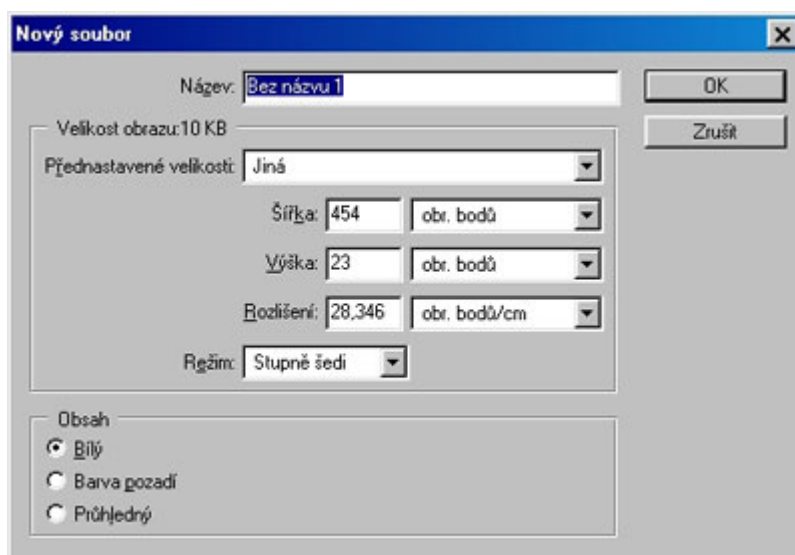 Nový soubor
Název: Bez názvu 1
OK
Velikost obrazu:10 KB
Zrušit
Přednastavené velikosti: Jiná
Šířka: 454 obr. bodů
Výška: 23 obr. bodů
Rozlišení: 28,346 obr. bodů/cm
Režim: Stupně šedi
Obsah
Bílý
Barva pozadí
Průhledný